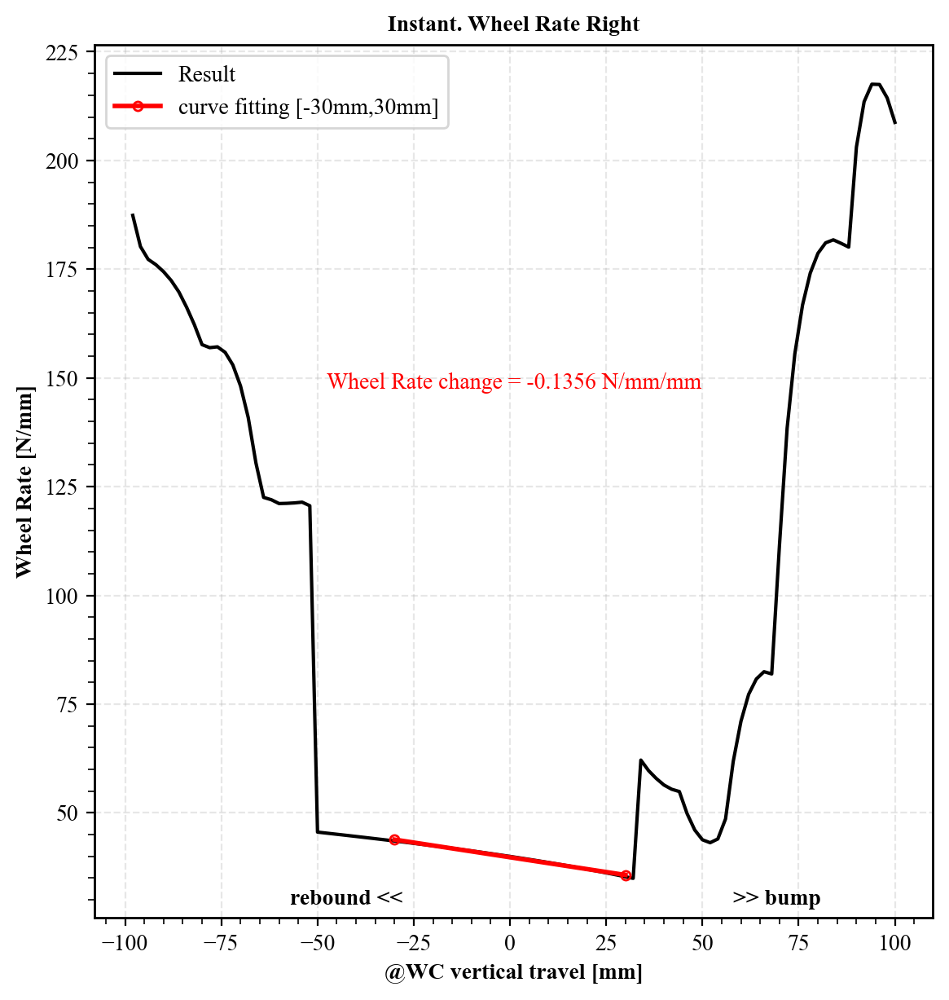 Instant. Wheel Rate Right
Result
curve fitting [-30mm,30mm]
225
200
175
150
125
100
75
50
Wheel Rate [N/mm]
Wheel Rate change = -0.1356 N/mm/mm
rebound <<
>> bump
−100
−75
−50
−25
0
25
50
75
100
@WC vertical travel [mm]